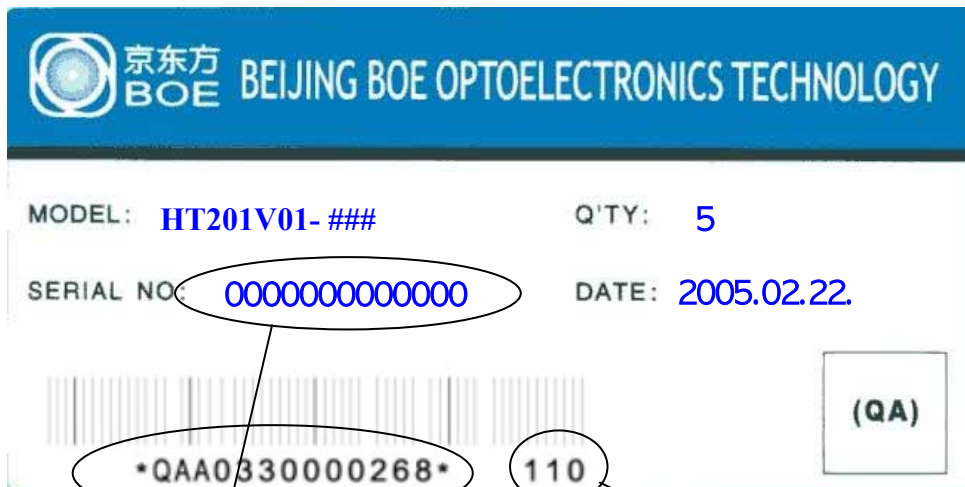 京东方
BOE BEIJING BOE OPTOELECTRONICS TECHNOLOGY
MODEL: HT201V01- ### Q'TY: 5
SERIAL NO: 0000000000000 DATE: 2005.02.22.
(QA)
*QAA0330000268* 110